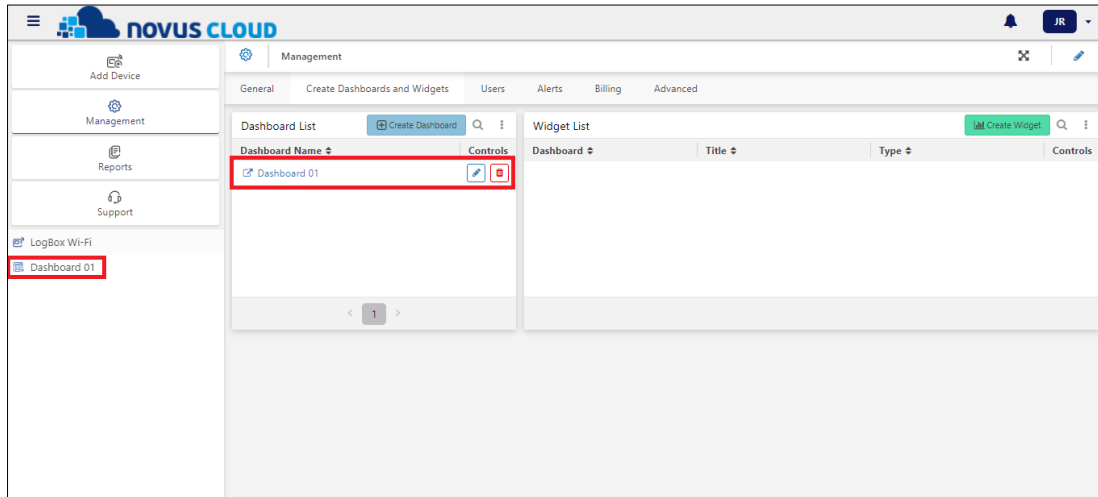 NOVUS CLOUD
JR
Add Device
Management
Reports
Support
LogBox Wi-Fi
Dashboard 01
Management
General Create Dashboards and Widgets Users Alerts Billing Advanced
Dashboard List Create Dashboard
Dashboard Name Controls
Dashboard 01
1
Widget List Create Widget
Dashboard Title Type Controls